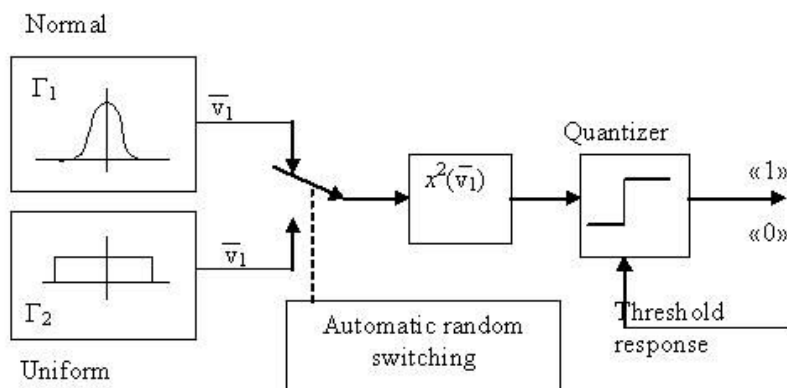 Normal
Γ1
v̅1
Quantizer
x²(v̅1)
«1»
«0»
v̅1
Γ2
Automatic random
switching
Threshold
response
Uniform